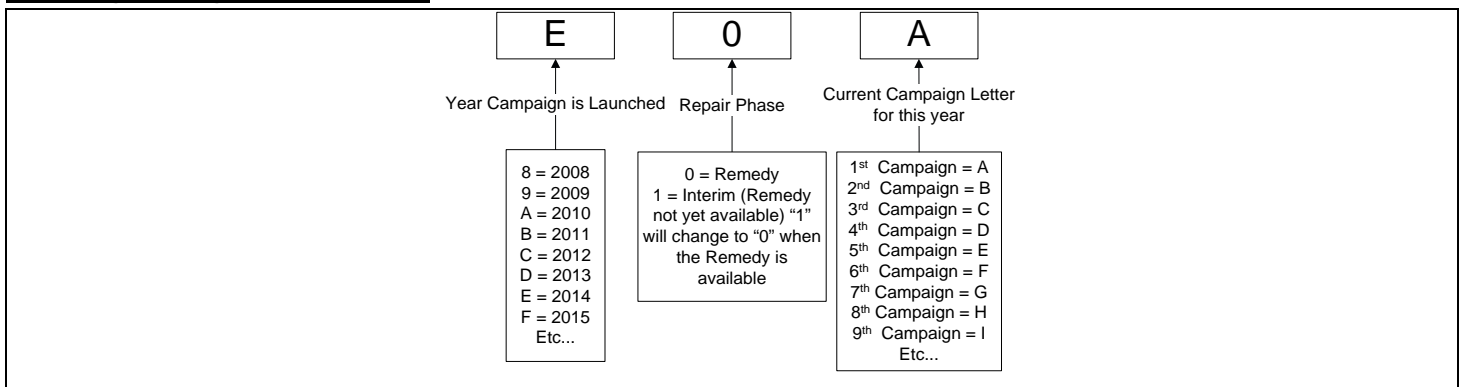 E
0
A
Year Campaign is Launched
Repair Phase
Current Campaign Letter
for this year
8 = 2008
9 = 2009
A = 2010
B = 2011
C = 2012
D = 2013
E = 2014
F = 2015
Etc...
0 = Remedy
1 = Interim (Remedy
not yet available) “1”
will change to “0” when
the Remedy is
available
1st Campaign = A
2nd Campaign = B
3rd Campaign = C
4th Campaign = D
5th Campaign = E
6th Campaign = F
7th Campaign = G
8th Campaign = H
9th Campaign = I
Etc...